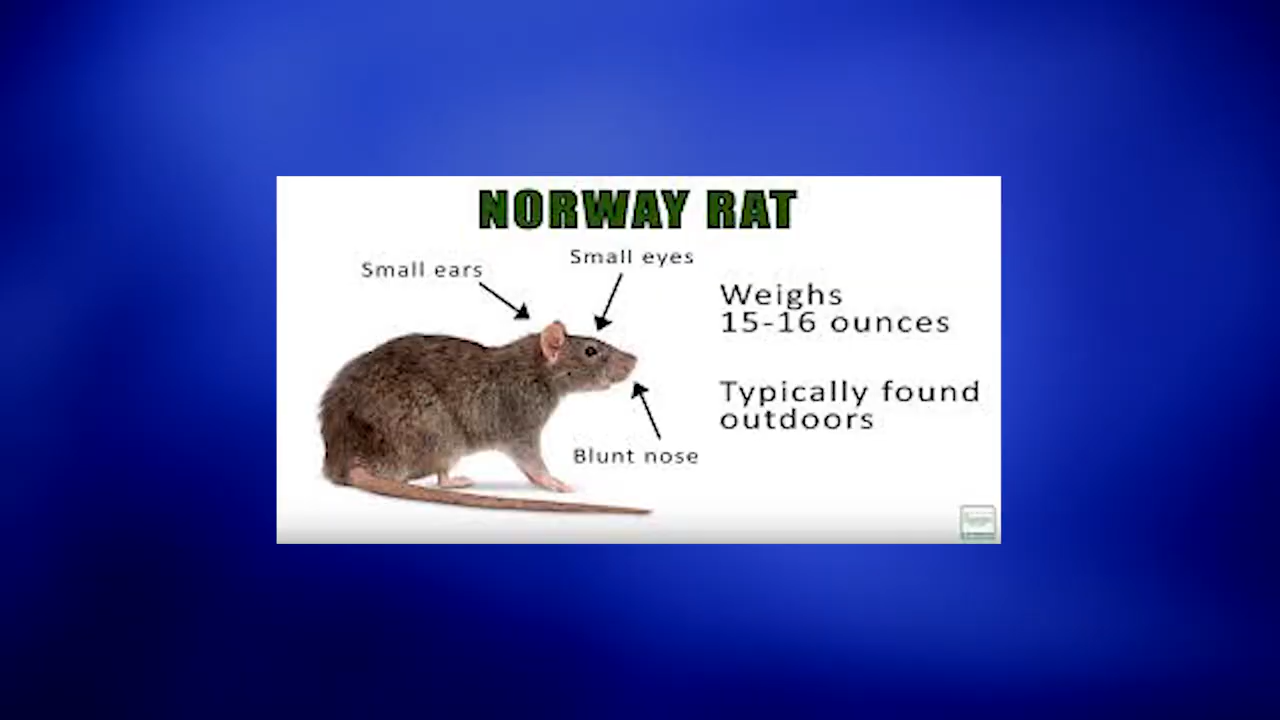 NORWAY RAT
Small ears
Small eyes
Weighs
15-16 ounces
Typically found
outdoors
Blunt nose